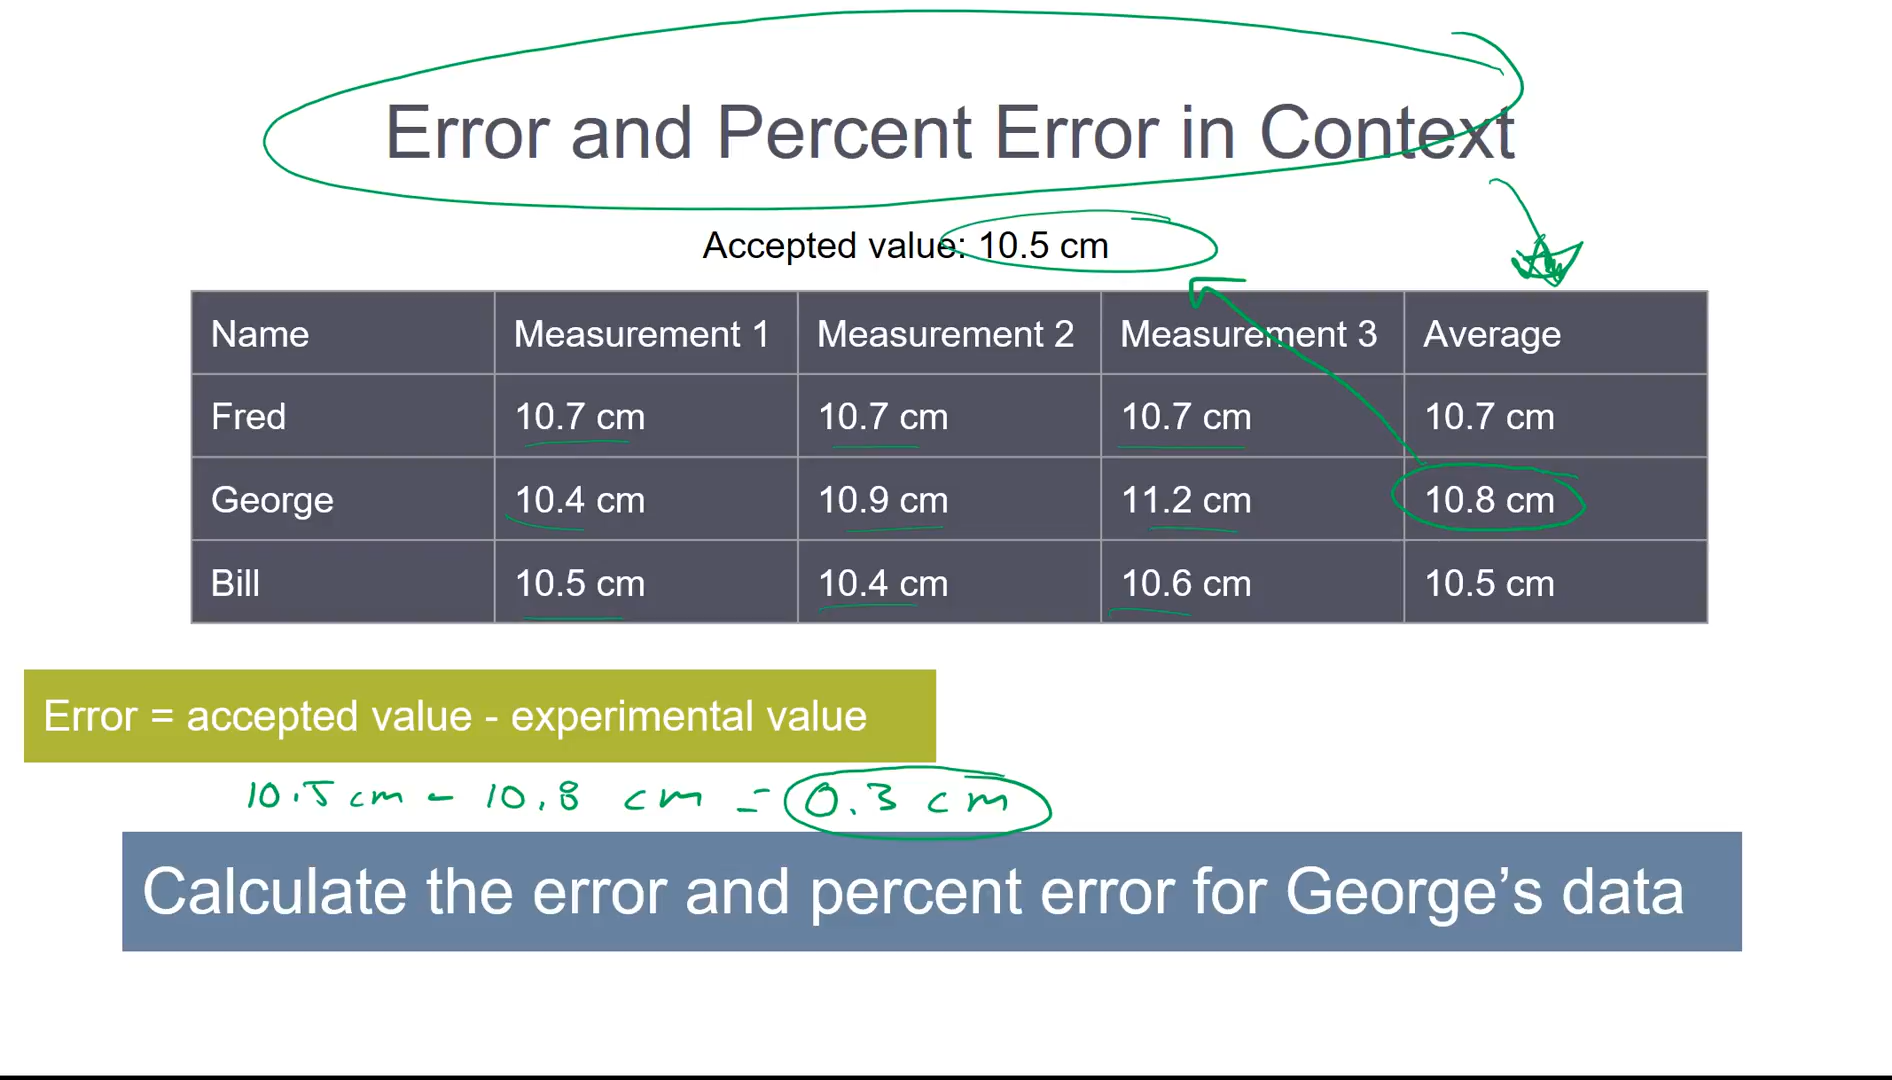 Error and Percent Error in Context
Accepted value: 10.5 cm
Name Measurement 1 Measurement 2 Measurement 3 Average
Fred 10.7 cm 10.7 cm 10.7 cm 10.7 cm
George 10.4 cm 10.9 cm 11.2 cm 10.8 cm
Bill 10.5 cm 10.4 cm 10.6 cm 10.5 cm
Error = accepted value - experimental value
10.5 cm - 10.8 cm = 0.3 cm
Calculate the error and percent error for George’s data